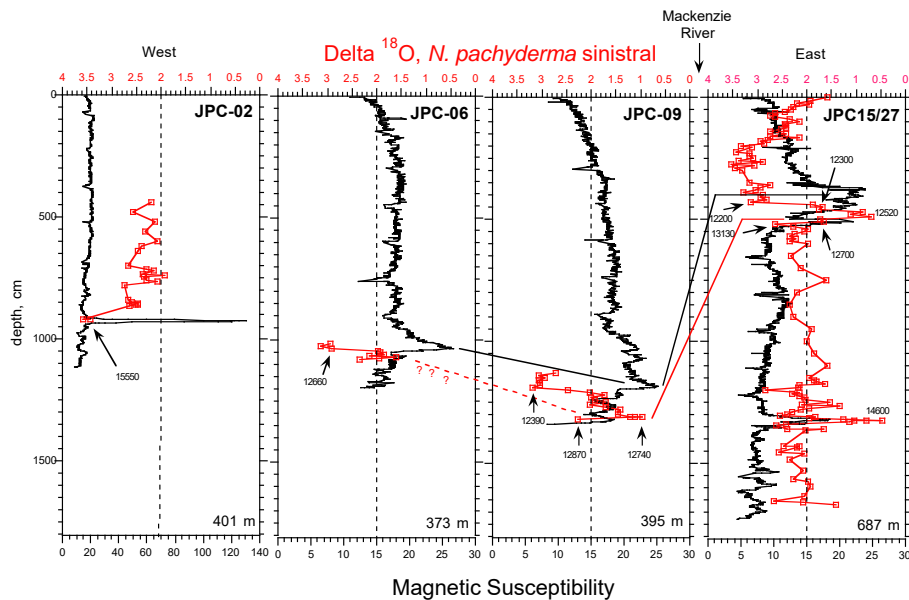 Mackenzie
River
West
Delta 18O, N. pachyderma sinistral
East
4 3.5 3 2.5 2 1.5 1 0.5 0
4 3.5 3 2.5 2 1.5 1 0.5 0
4 3.5 3 2.5 2 1.5 1 0.5 0
4 3.5 3 2.5 2 1.5 1 0.5 0
0
JPC-02
JPC-06
JPC-09
JPC15/27
12300
12200
12520
13130
12700
500
depth, cm
1000
15550
12660
? ? ?
12390
14600
12870
12740
1500
401 m
373 m
395 m
687 m
0 20 40 60 80 100 120 140
0 5 10 15 20 25 30
0 5 10 15 20 25 30
0 5 10 15 20 25 30
Magnetic Susceptibility